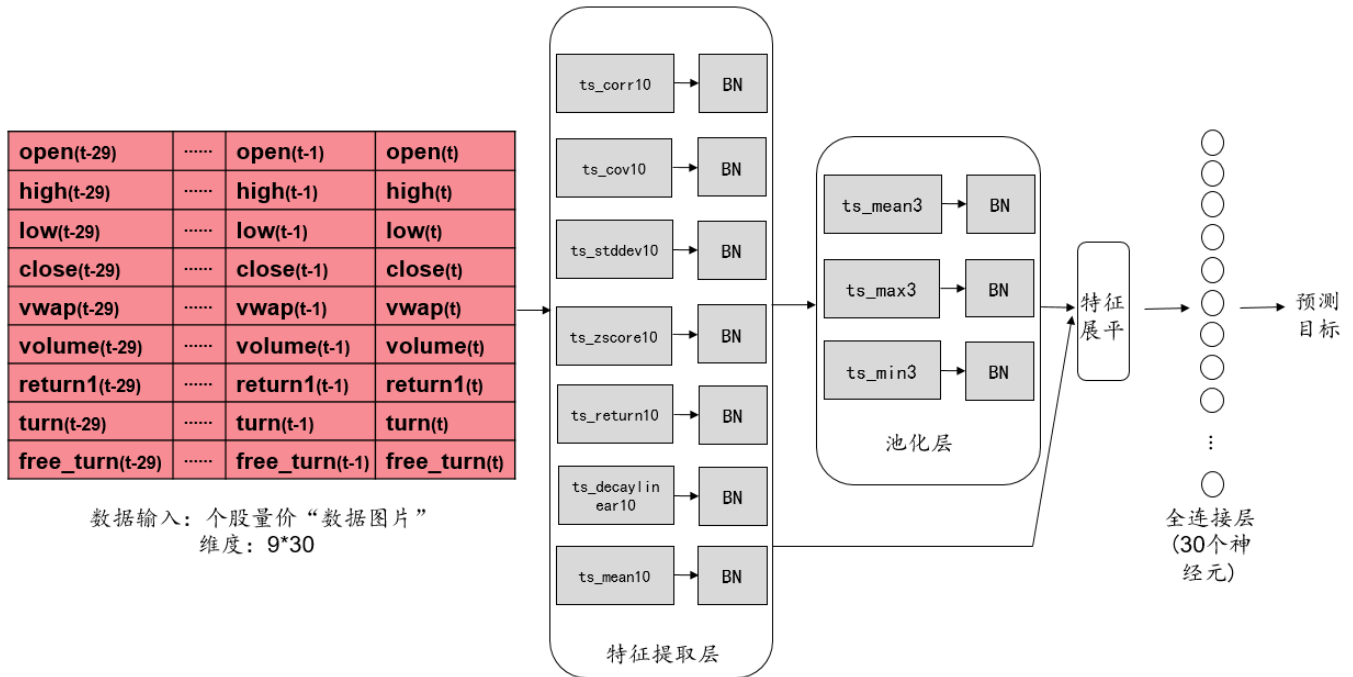 open(t-29) ...... open(t-1) open(t)
high(t-29) ...... high(t-1) high(t)
low(t-29) ...... low(t-1) low(t)
close(t-29) ...... close(t-1) close(t)
vwap(t-29) ...... vwap(t-1) vwap(t)
volume(t-29) ...... volume(t-1) volume(t)
return1(t-29) ...... return1(t-1) return1(t)
turn(t-29) ...... turn(t-1) turn(t)
free_turn(t-29) ...... free_turn(t-1) free_turn(t)
数据输入：个股量价“数据图片”
维度：9*30
ts_corr10 BN
ts_cov10 BN
ts_stddev10 BN
ts_zscore10 BN
ts_return10 BN
ts_decaylin
ear10
BN
ts_mean10 BN
特征提取层
ts_mean3 BN
ts_max3 BN
ts_min3 BN
池化层
特征
展平
...
全连接层
(30个神
经元)
预测
目标